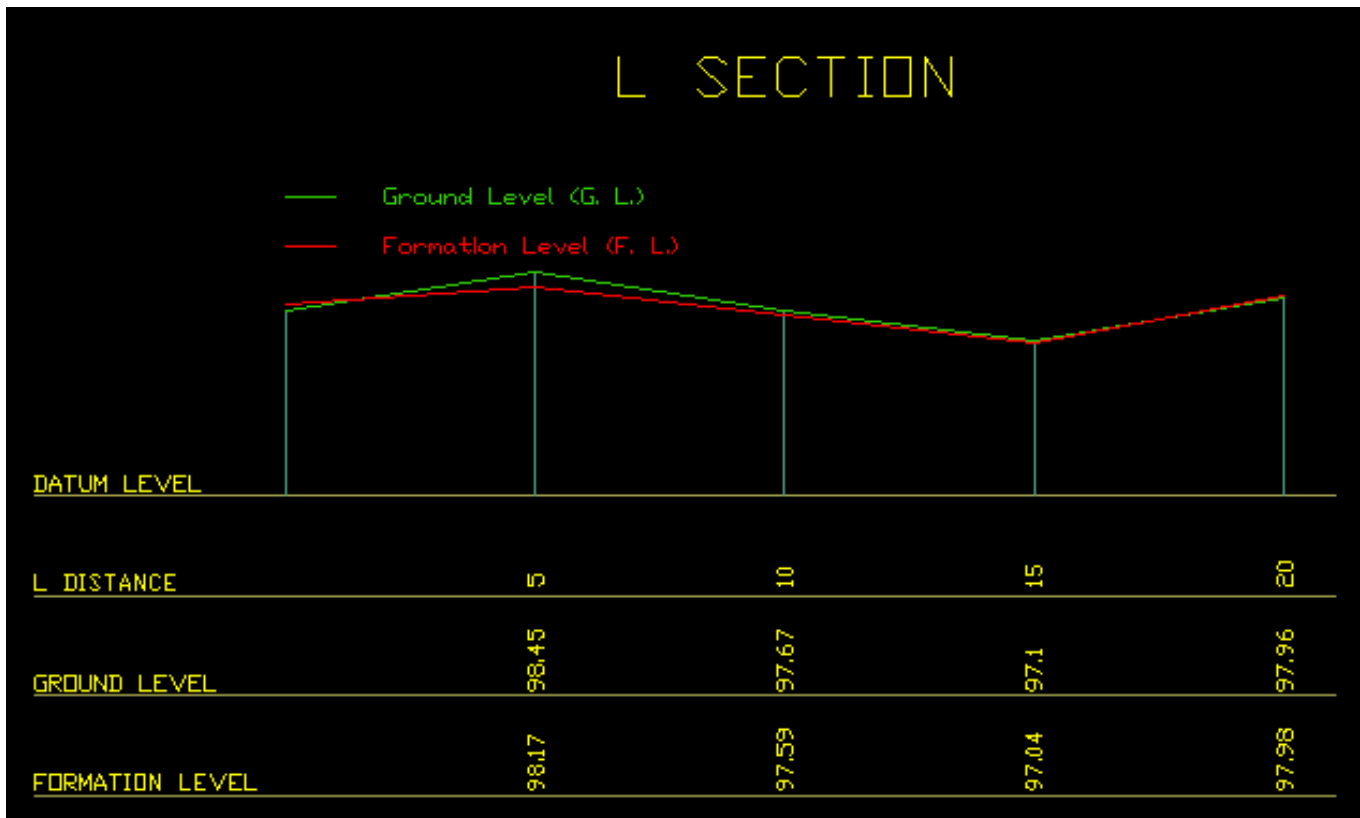 L SECTION
Ground Level (G. L.)
Formation Level (F. L.)
DATUM LEVEL
L DISTANCE 5 10 15 20
GROUND LEVEL 98.45 97.67 97.1 97.96
FORMATION LEVEL 98.17 97.59 97.04 97.98